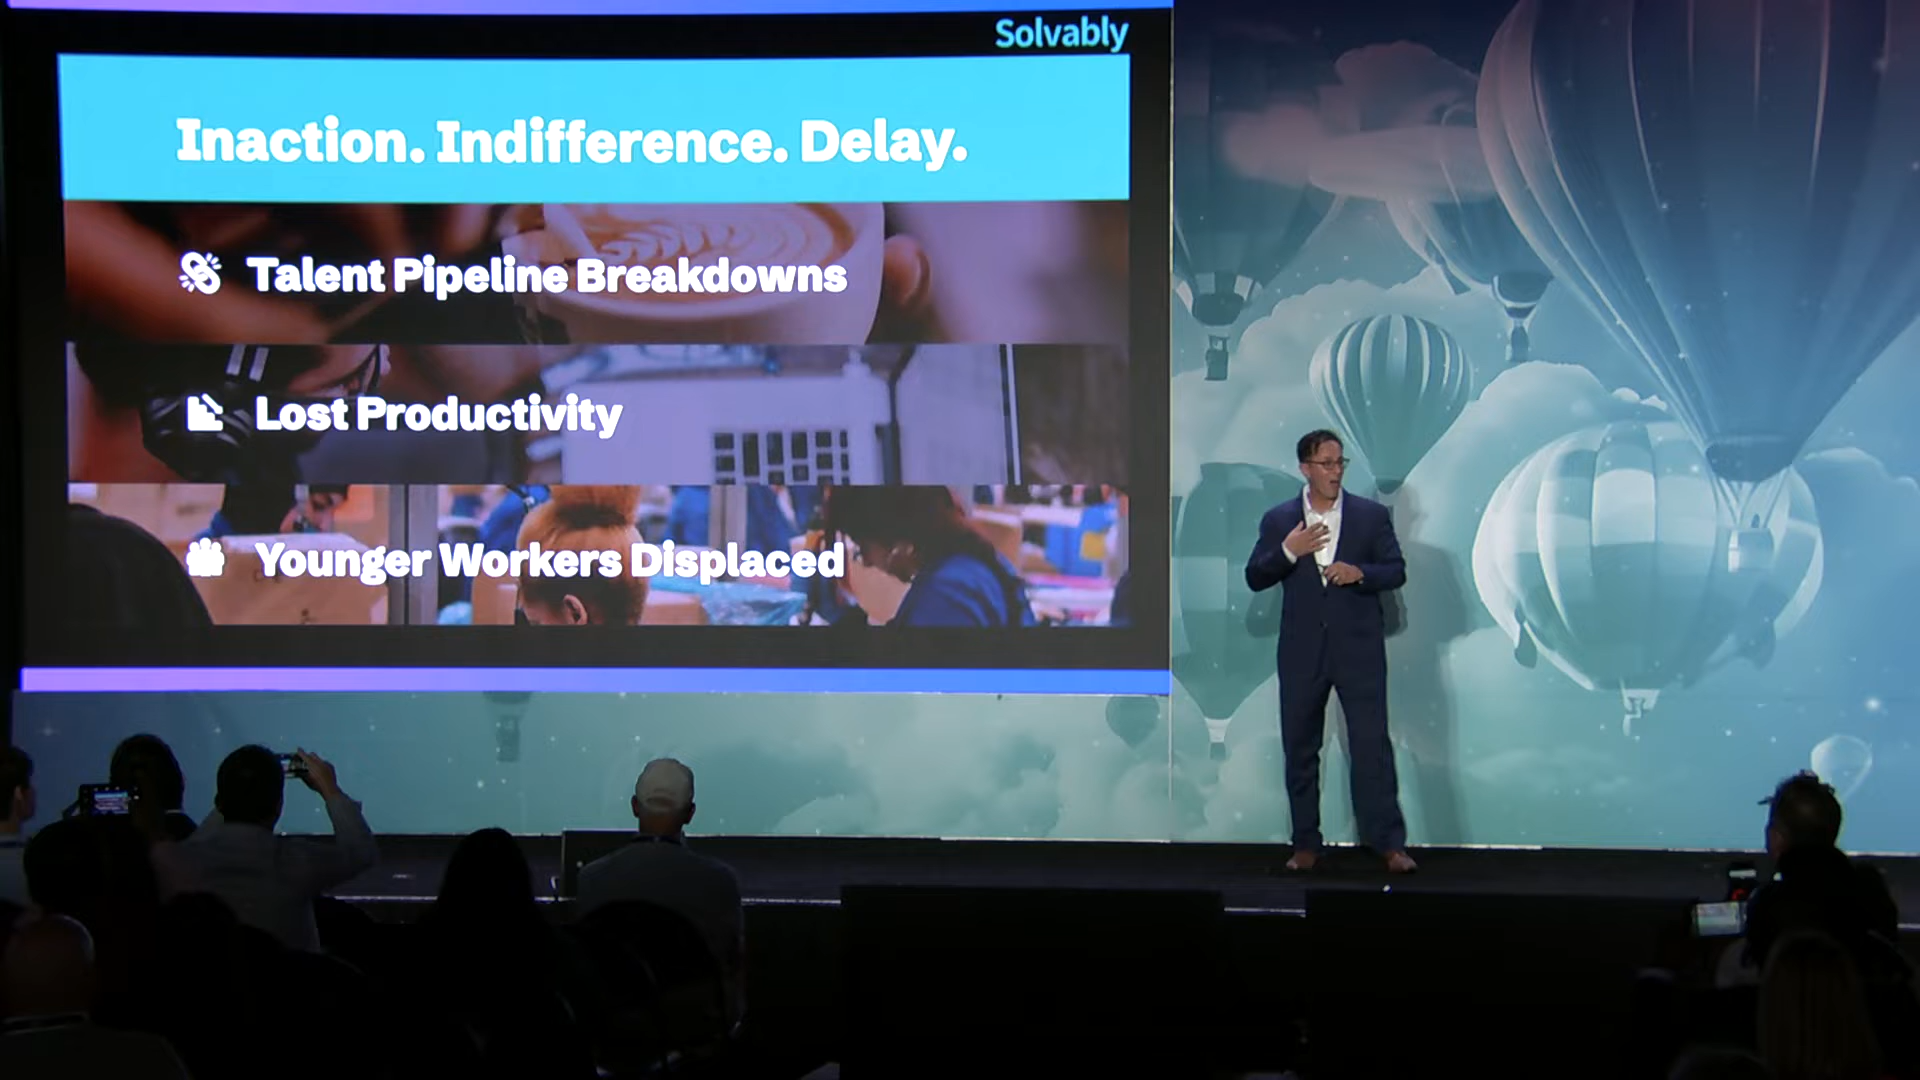 Solvably
Inaction. Indifference. Delay.
Talent Pipeline Breakdowns
Lost Productivity
Younger Workers Displaced